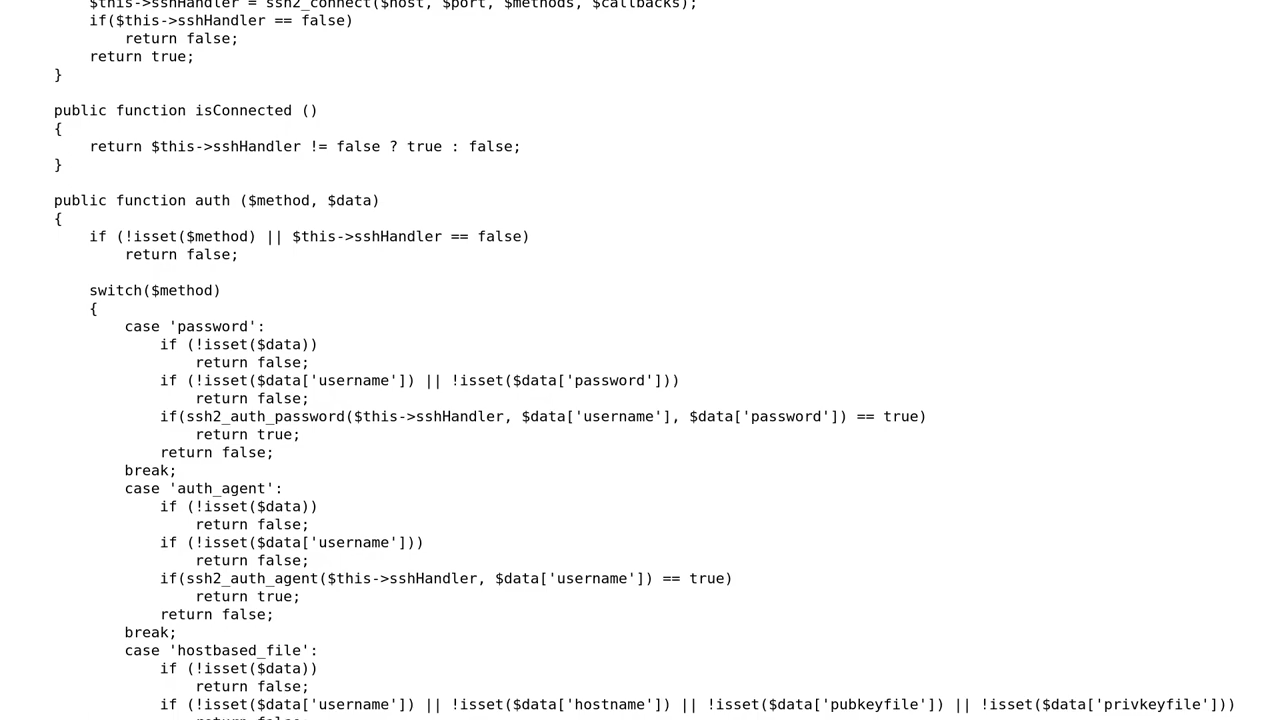 $this->sshHandler = ssh2_connect($host, $port, $methods, $callbacks);
if($this->sshHandler == false)
return false;
return true;
}
public function isConnected ()
{
return $this->sshHandler != false ? true : false;
}
public function auth ($method, $data)
{
if (!isset($method) || $this->sshHandler == false)
return false;
switch($method)
{
case 'password':
if (!isset($data))
return false;
if (!isset($data['username']) || !isset($data['password']))
return false;
if(ssh2_auth_password($this->sshHandler, $data['username'], $data['password']) == true)
return true;
return false;
break;
case 'auth_agent':
if (!isset($data))
return false;
if (!isset($data['username']))
return false;
if(ssh2_auth_agent($this->sshHandler, $data['username']) == true)
return true;
return false;
break;
case 'hostbased_file':
if (!isset($data))
return false;
if (!isset($data['username']) || !isset($data['hostname']) || !isset($data['pubkeyfile']) || !isset($data['privkeyfile']))